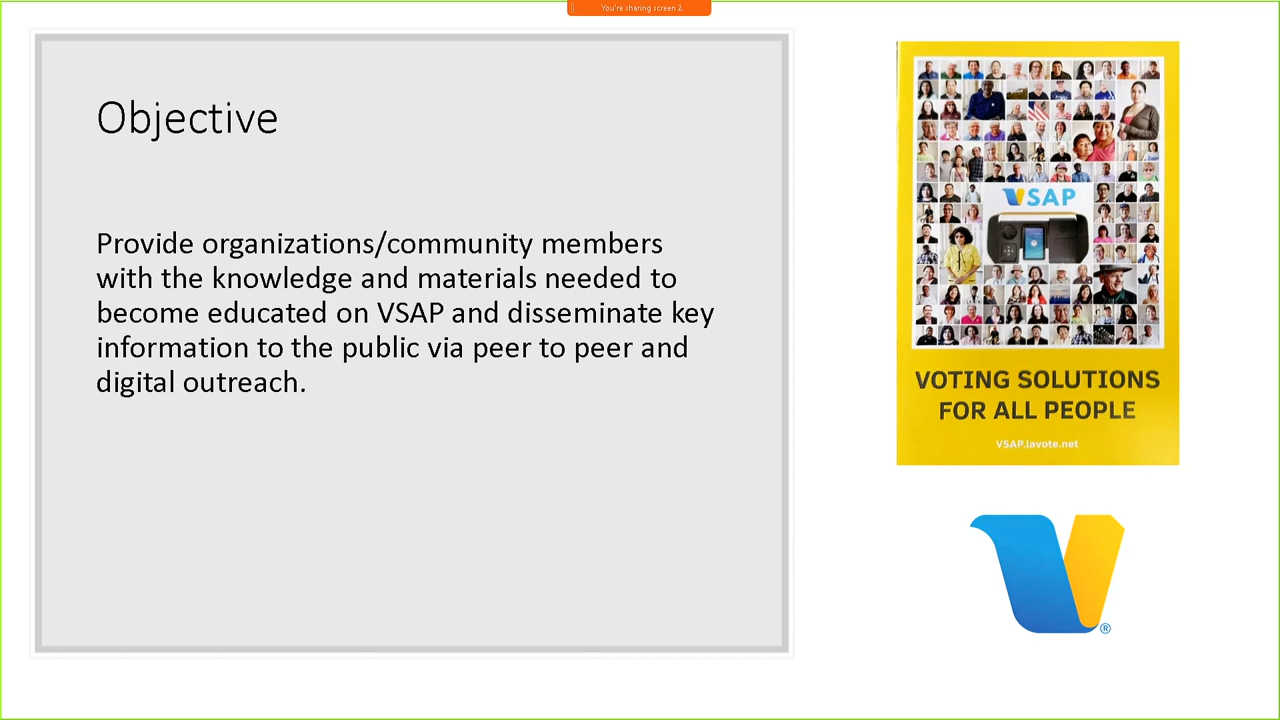 You're sharing screen 2.
Objective
Provide organizations/community members
with the knowledge and materials needed to
become educated on VSAP and disseminate key
information to the public via peer to peer and
digital outreach.
VSAP
VOTING SOLUTIONS
FOR ALL PEOPLE
VSAP.lavote.net
®